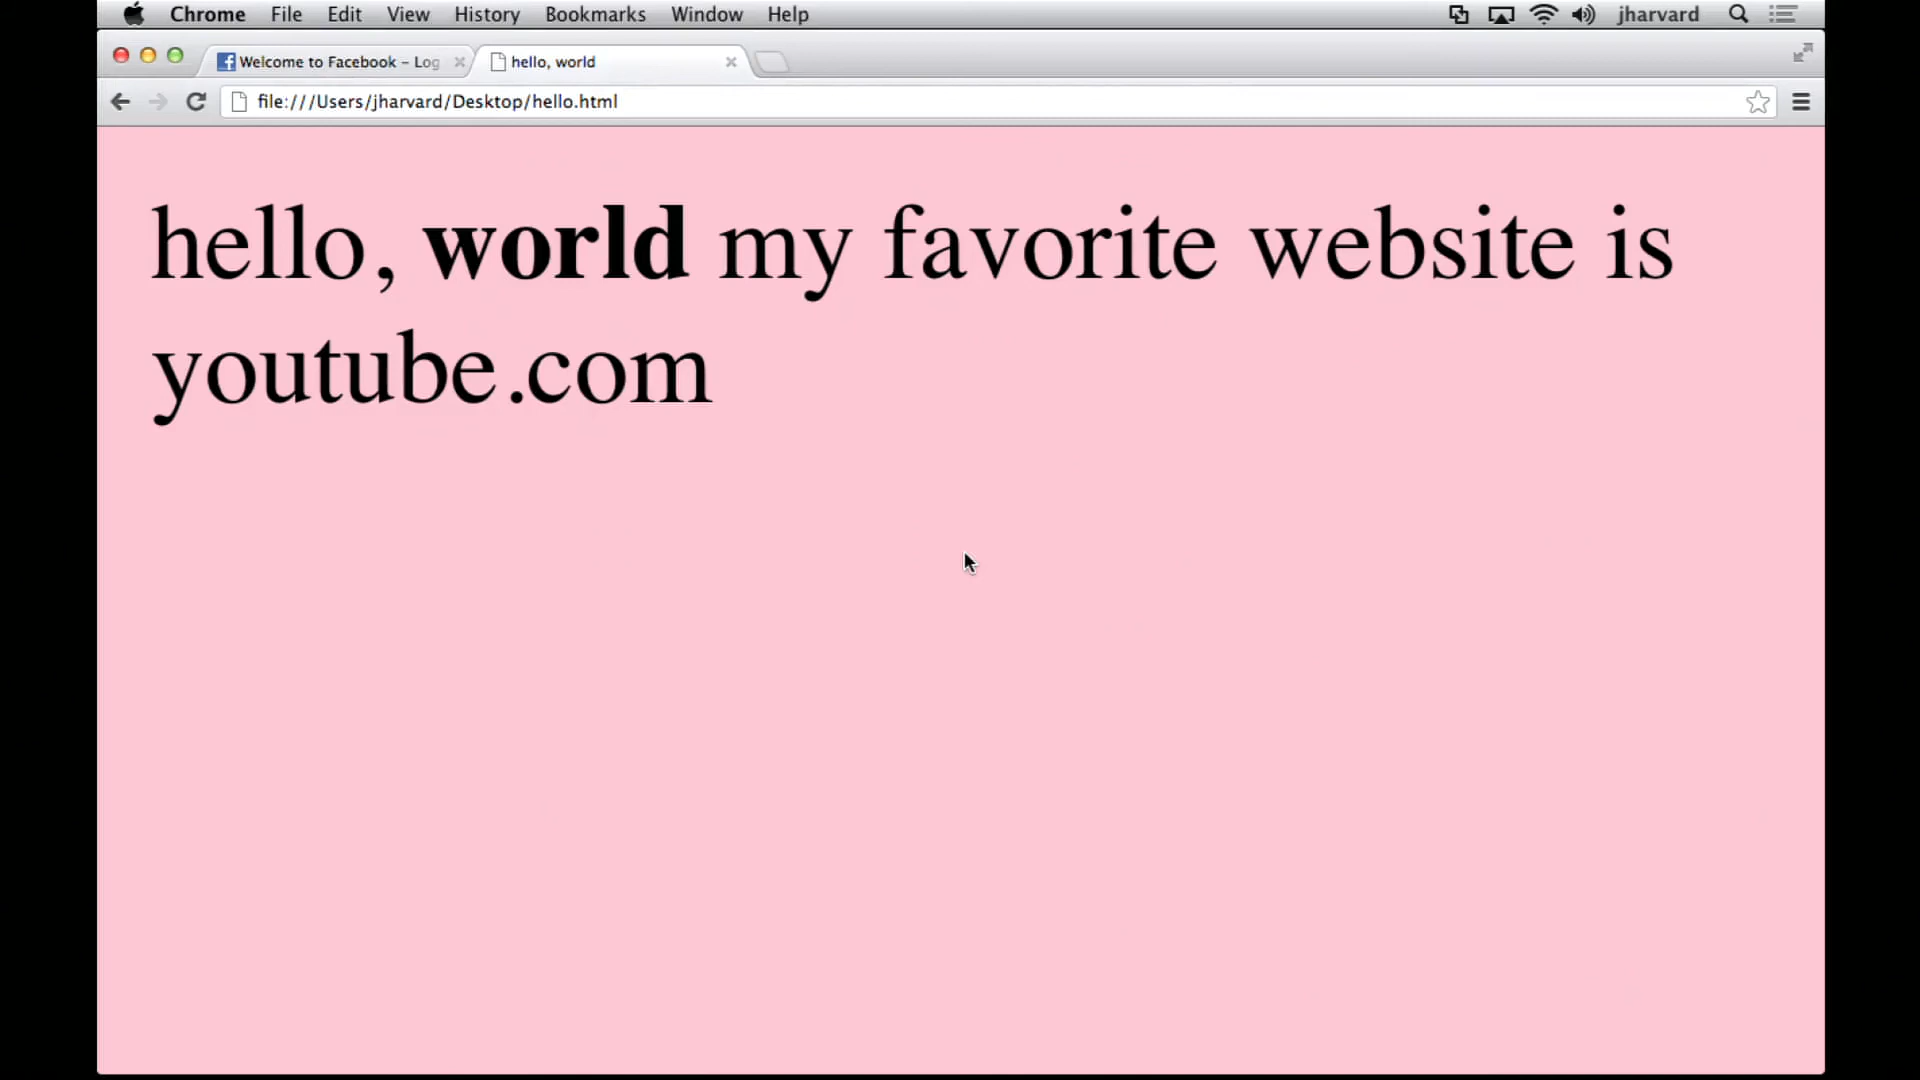 Chrome File Edit View History Bookmarks Window Help jharvard
Welcome to Facebook – Log hello, world
file:///Users/jharvard/Desktop/hello.html
hello, world my favorite website is
youtube.com